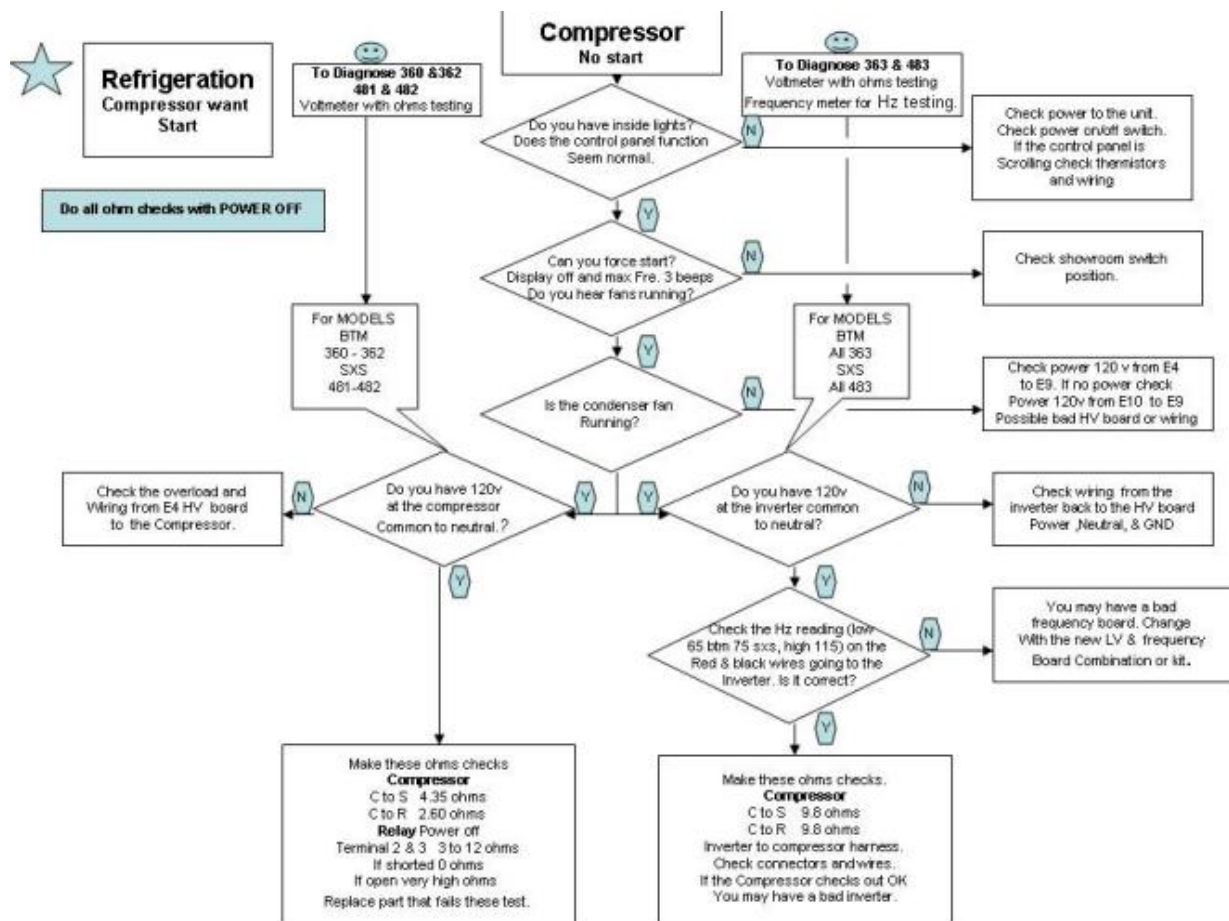 Refrigeration
Compressor want
Start
Do all ohm checks with POWER OFF
To Diagnose 360 &362
481 & 482
Voltmeter with ohms testing
Compressor
No start
To Diagnose 363 & 483
Voltmeter with ohms testing
Frequency meter for Hz testing.
Do you have inside lights?
Does the control panel function
Seem normal.
N
Check power to the unit.
Check power on/off switch.
If the control panel is
Scrolling check thermistors
and wiring
Y
Can you force start?
Display off and max Fre. 3 beeps
Do you hear fans running?
N
Check showroom switch
position.
Y
For MODELS
BTM
360 - 362
SXS
481-482
For MODELS
BTM
All 363
SXS
All 483
Is the condenser fan
Running?
N
Check power 120 v from E4
to E9. If no power check
Power 120v from E10 to E9
Possible bad HV board or wiring
Y
Y
Do you have 120v
at the compressor
Common to neutral.?
N
Check the overload and
Wiring from E4 HV board
to the Compressor.
Y
Do you have 120v
at the inverter common
to neutral?
N
Check wiring from the
inverter back to the HV board
Power ,Neutral, & GND
Y
Check the Hz reading (low
65 btm 75 sxs, high 115) on the
Red & black wires going to the
Inverter. Is it correct?
N
You may have a bad
frequency board. Change
With the new LV & frequency
Board Combination or kit.
Y
Make these ohms checks
Compressor
C to S 4.35 ohms
C to R 2.60 ohms
Relay Power off
Terminal 2 & 3 3 to 12 ohms
If shorted 0 ohms
If open very high ohms
Replace part that fails these test.
Make these ohms checks.
Compressor
C to S 9.8 ohms
C to R 9.8 ohms
Inverter to compressor harness.
Check connectors and wires.
If the Compressor checks out OK
You may have a bad inverter.